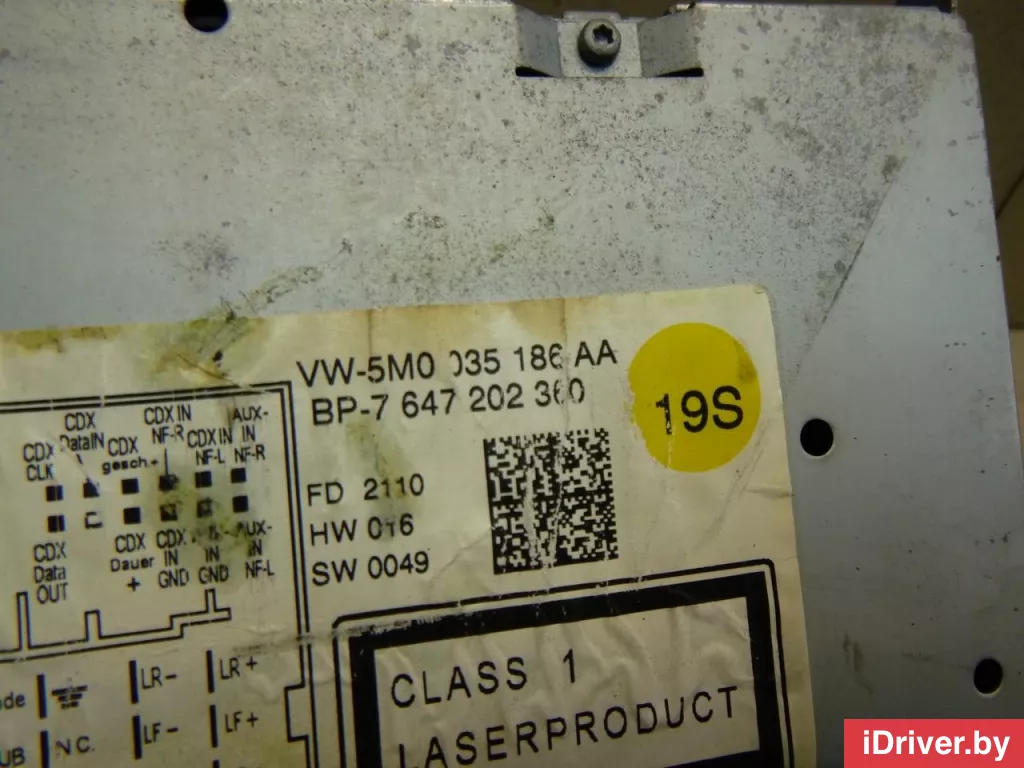 VW-5M0 035 186 AA
BP-7 647 202 360
19S
FD 2110
HW 016
SW 0049
CDX CLK
CDX DataIN
CDX gesch.+
CDX IN NF-R
CDX IN NF-L
AUX-IN NF-R
CDX Data OUT
CDX Dauer +
CDX IN GND
IN GND
AUX-IN NF-L
LR-
LR+
N.C.
LF-
LF+
CLASS 1
LASERPRODUCT
iDriver.by